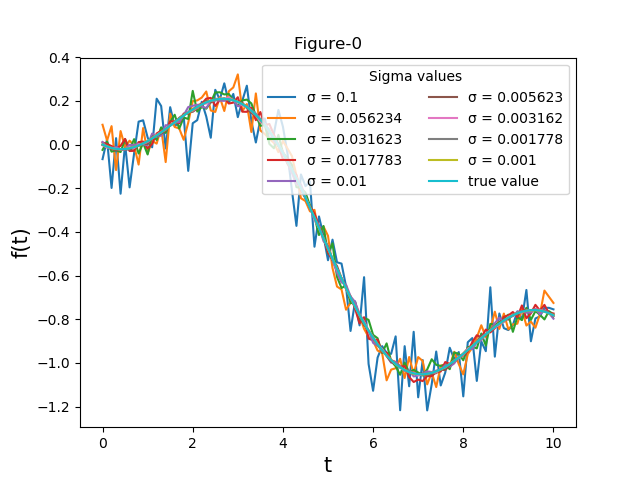 Figure-0
f(t)
0.4
0.2
0.0
−0.2
−0.4
−0.6
−0.8
−1.0
−1.2
Sigma values
σ = 0.1
σ = 0.056234
σ = 0.031623
σ = 0.017783
σ = 0.01
σ = 0.005623
σ = 0.003162
σ = 0.001778
σ = 0.001
true value
0 2 4 6 8 10
t